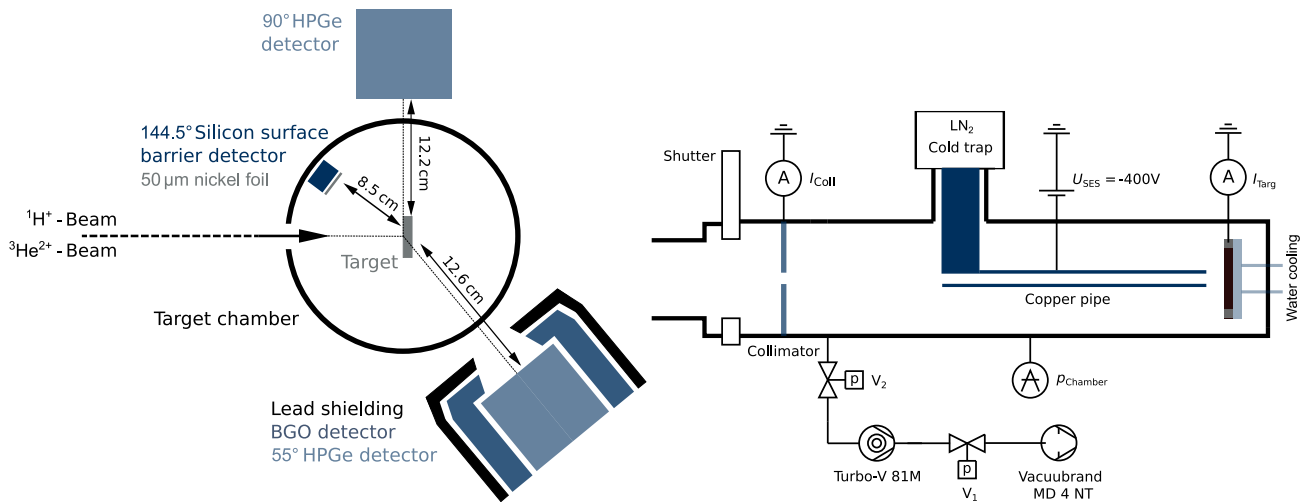 90° HPGe
detector
144.5° Silicon surface
barrier detector
50 µm nickel foil
12.2 cm
8.5 cm
¹H⁺ - Beam
³He²⁺ - Beam
Target
12.6 cm
Target chamber
Lead shielding
BGO detector
55° HPGe detector
LN₂
Cold trap
Shutter
A
I_Coll
U_SES = -400V
A
I_Targ
Copper pipe
Water cooling
Collimator
p
V₂
A
p_Chamber
Turbo-V 81M
p
V₁
Vacuubrand
MD 4 NT